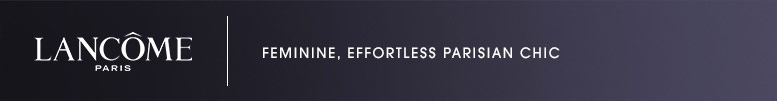 LANCÔME
PARIS
FEMININE, EFFORTLESS PARISIAN CHIC